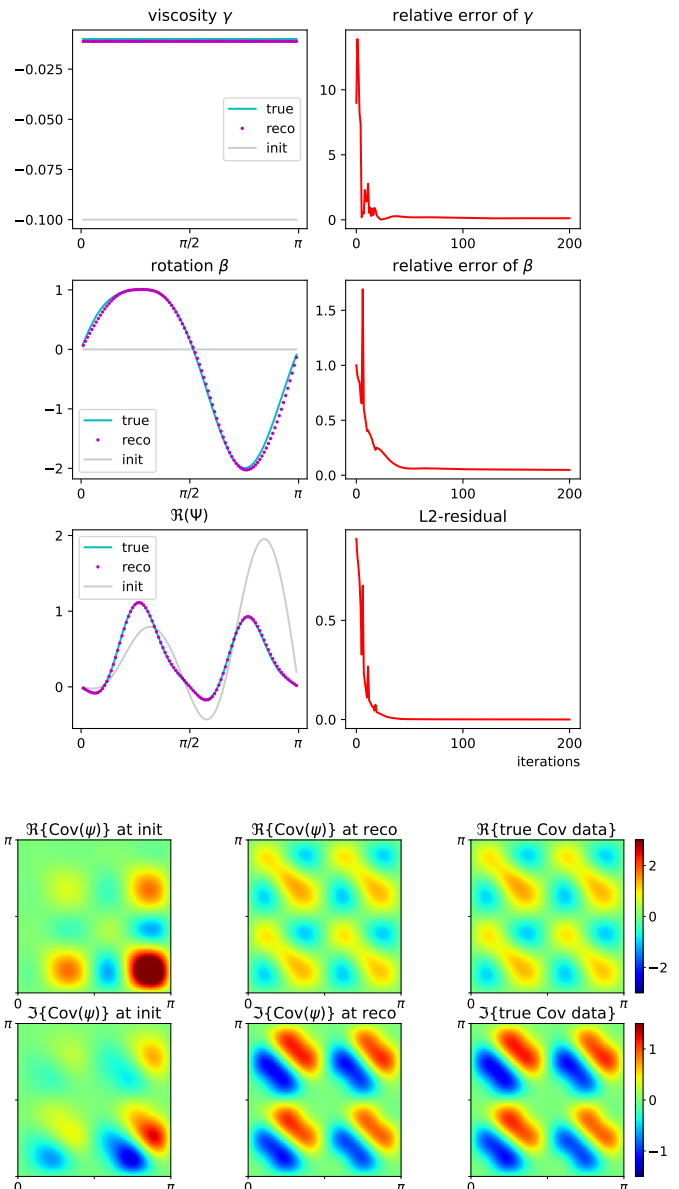 viscosity γ
−0.025
−0.050
−0.075
−0.100
true
reco
init
0
π/2
π
relative error of γ
10
5
0
0
100
200
rotation β
1
0
−1
−2
true
reco
init
0
π/2
π
relative error of β
1.5
1.0
0.5
0.0
0
100
200
ℜ(Ψ)
2
1
0
true
reco
init
0
π/2
π
L2-residual
0.5
0.0
0
100
200
iterations
ℜ{Cov(ψ)} at init
π
0
π
ℜ{Cov(ψ)} at reco
π
0
π
ℜ{true Cov data}
π
0
π
2
0
−2
ℑ{Cov(ψ)} at init
π
0
π
ℑ{Cov(ψ)} at reco
π
0
π
ℑ{true Cov data}
π
0
π
1
0
−1